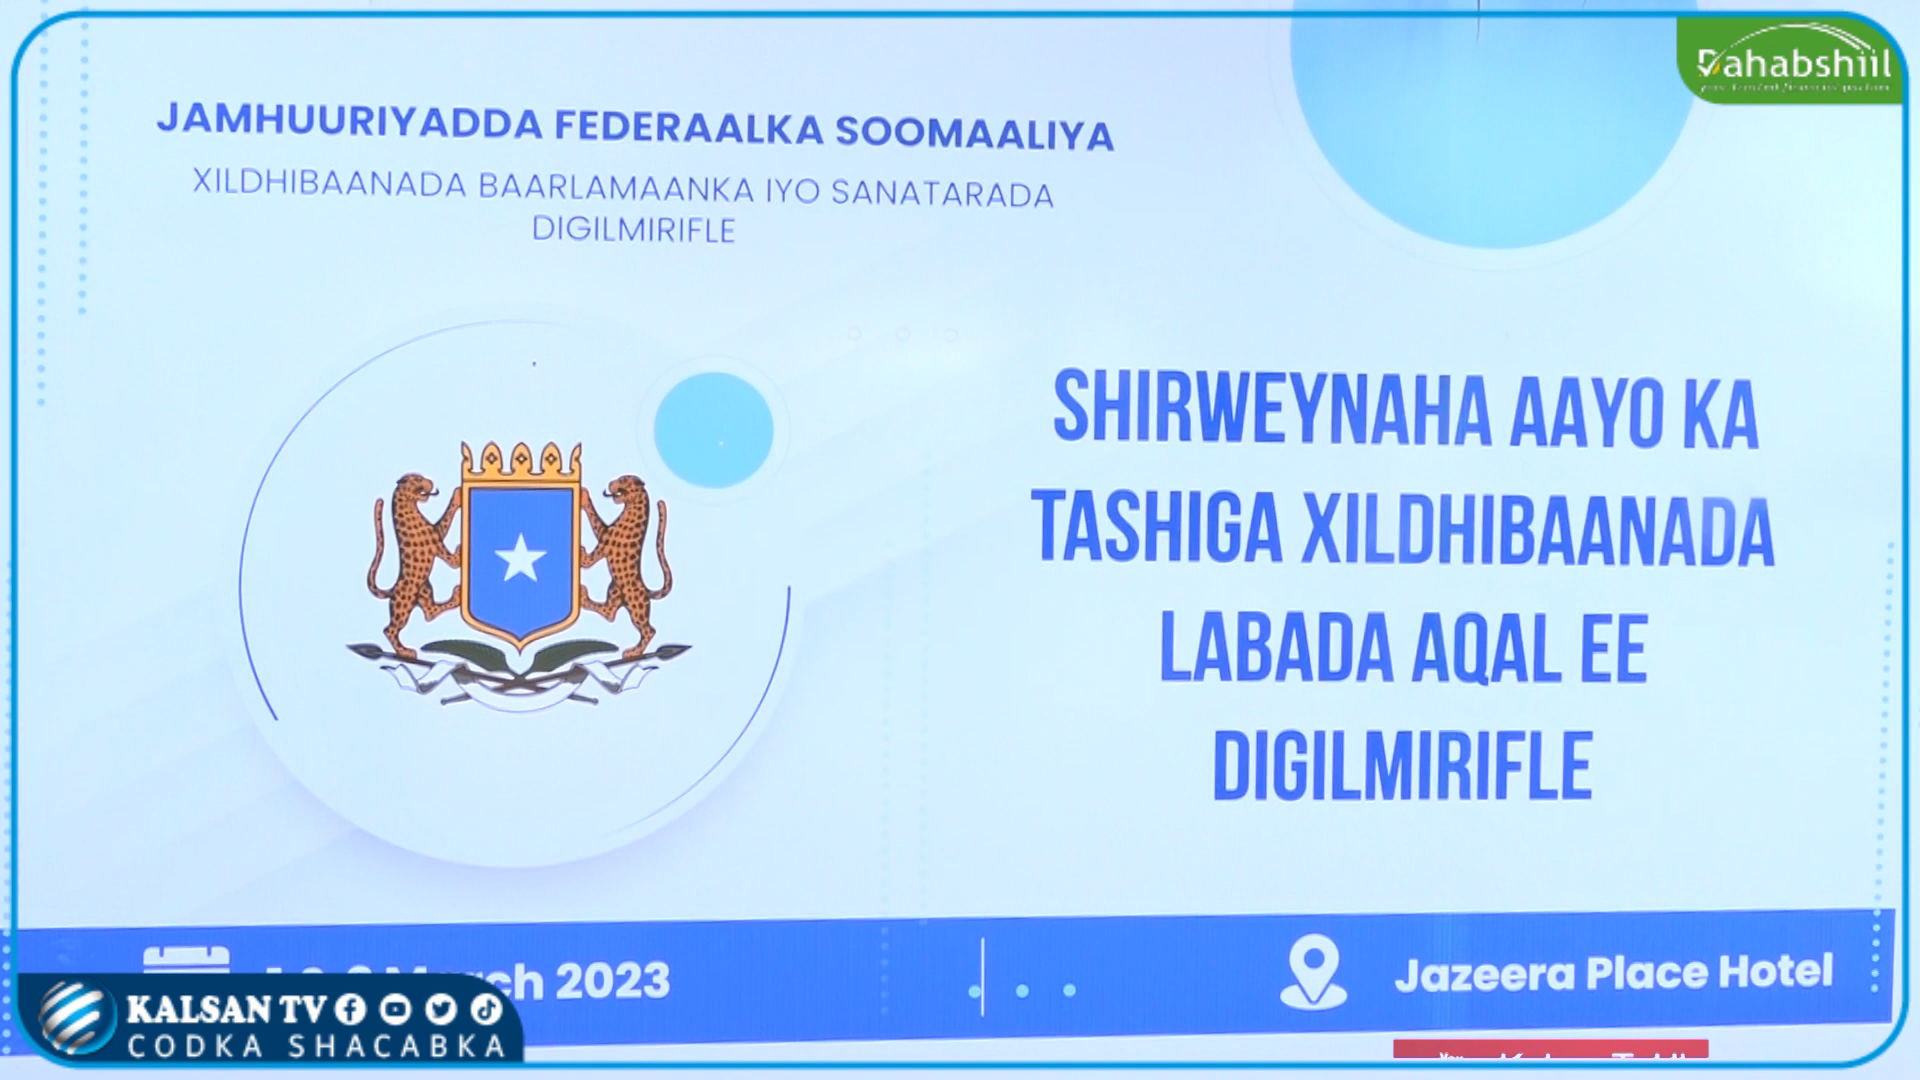 Dahabshiil
JAMHUURIYADDA FEDERAALKA SOOMAALIYA
XILDHIBAANADA BAARLAMAANKA IYO SANATARADA
DIGILMIRIFLE
SHIRWEYNAHA AAYO KA
TASHIGA XILDHIBAANADA
LABADA AQAL EE
DIGILMIRIFLE
March 2023
Jazeera Place Hotel
KALSAN TV
CODKA SHACABKA